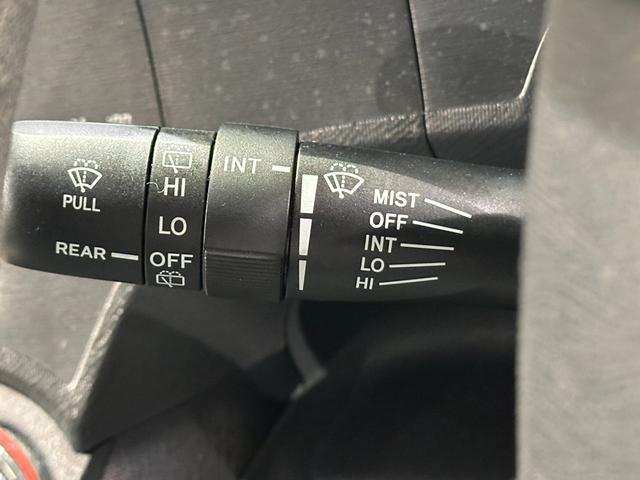 PULL
REAR
HI
LO
OFF
INT
MIST
OFF
INT
LO
HI